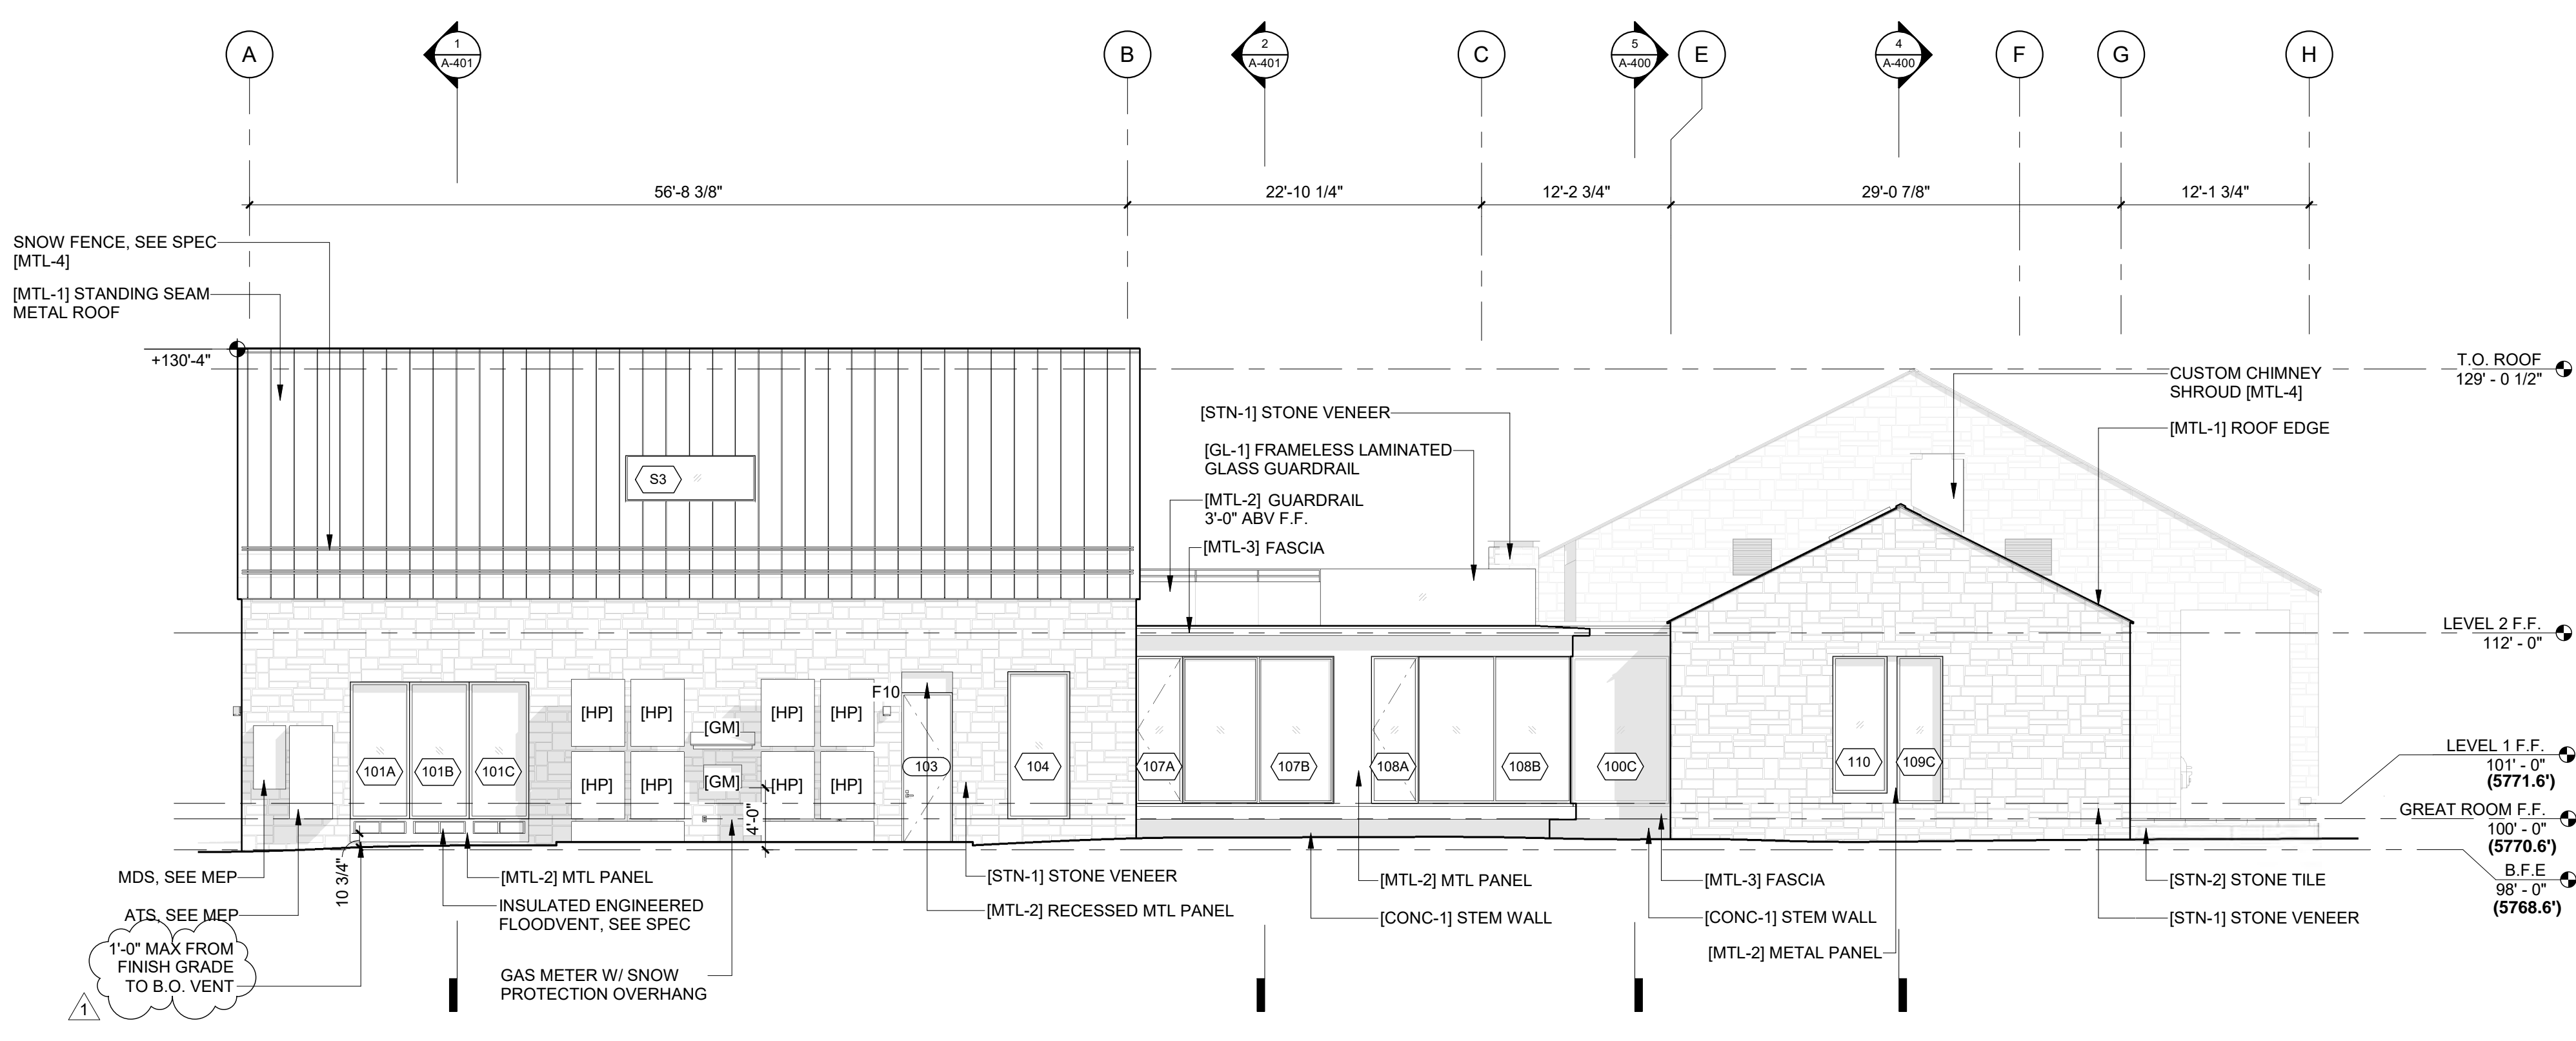 A
1
A-401
B
2
A-401
C
5
A-400
E
4
A-400
F
G
H
56'-8 3/8"
22'-10 1/4"
12'-2 3/4"
29'-0 7/8"
12'-1 3/4"
SNOW FENCE, SEE SPEC
[MTL-4]
[MTL-1] STANDING SEAM
METAL ROOF
+130'-4"
T.O. ROOF
129' - 0 1/2"
CUSTOM CHIMNEY
SHROUD [MTL-4]
[MTL-1] ROOF EDGE
[STN-1] STONE VENEER
[GL-1] FRAMELESS LAMINATED
GLASS GUARDRAIL
[MTL-2] GUARDRAIL
3'-0" ABV F.F.
[MTL-3] FASCIA
S3
LEVEL 2 F.F.
112' - 0"
F10
[HP]
[HP]
[GM]
[HP]
[HP]
[HP]
[HP]
[GM]
[HP]
[HP]
101A
101B
101C
103
104
107A
107B
108A
108B
100C
110
109C
LEVEL 1 F.F.
101' - 0"
(5771.6')
GREAT ROOM F.F.
100' - 0"
(5770.6')
B.F.E
98' - 0"
(5768.6')
4'-0"
10 3/4"
MDS, SEE MEP
ATS, SEE MEP
1'-0" MAX FROM
FINISH GRADE
TO B.O. VENT
1
[MTL-2] MTL PANEL
INSULATED ENGINEERED
FLOODVENT, SEE SPEC
GAS METER W/ SNOW
PROTECTION OVERHANG
[STN-1] STONE VENEER
[MTL-2] RECESSED MTL PANEL
[MTL-2] MTL PANEL
[CONC-1] STEM WALL
[MTL-3] FASCIA
[CONC-1] STEM WALL
[MTL-2] METAL PANEL
[STN-2] STONE TILE
[STN-1] STONE VENEER